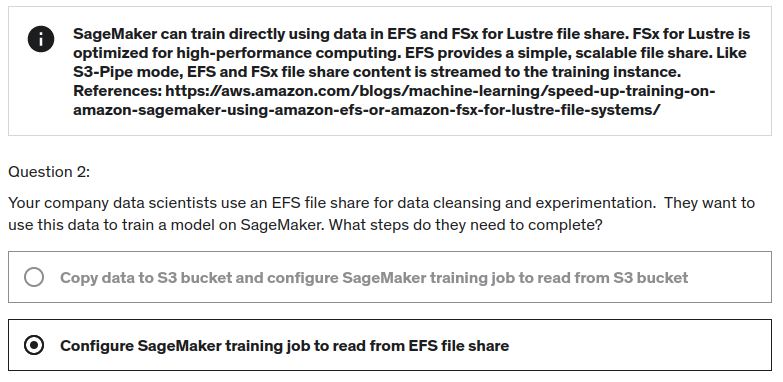 SageMaker can train directly using data in EFS and FSx for Lustre file share. FSx for Lustre is
optimized for high-performance computing. EFS provides a simple, scalable file share. Like
S3-Pipe mode, EFS and FSx file share content is streamed to the training instance.
References: https://aws.amazon.com/blogs/machine-learning/speed-up-training-on-
amazon-sagemaker-using-amazon-efs-or-amazon-fsx-for-lustre-file-systems/
Question 2:
Your company data scientists use an EFS file share for data cleansing and experimentation.  They want to
use this data to train a model on SageMaker. What steps do they need to complete?
Copy data to S3 bucket and configure SageMaker training job to read from S3 bucket
Configure SageMaker training job to read from EFS file share